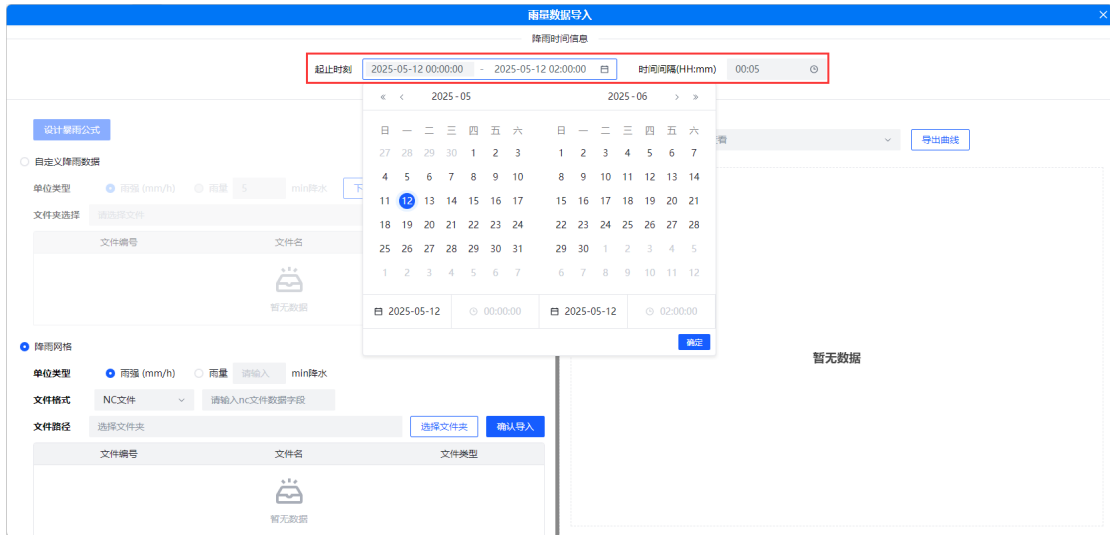 雨量数据导入
降雨时间信息
起止时刻 2025-05-12 00:00:00 - 2025-05-12 02:00:00 时间间隔(HH:mm) 00:05
« ‹ 2025-05 2025-06 › »
日 一 二 三 四 五 六 日 一 二 三 四 五 六
27 28 29 30 1 2 3 1 2 3 4 5 6 7
4 5 6 7 8 9 10 8 9 10 11 12 13 14
11 12 13 14 15 16 17 15 16 17 18 19 20 21
18 19 20 21 22 23 24 22 23 24 25 26 27 28
25 26 27 28 29 30 31 29 30 1 2 3 4 5
1 2 3 4 5 6 7 6 7 8 9 10 11 12
2025-05-12 00:00:00 2025-05-12 02:00:00
确定
设计暴雨公式
自定义降雨数据
单位类型 雨强 (mm/h) 雨量 5 min降水 下
文件夹选择 请选择文件
文件编号 文件名
暂无数据
降雨网格
单位类型 雨强 (mm/h) 雨量 请输入 min降水
文件格式 NC文件 请输入nc文件数据字段
文件路径 选择文件夹 选择文件夹 确认导入
文件编号 文件名 文件类型
暂无数据
看 导出曲线
暂无数据